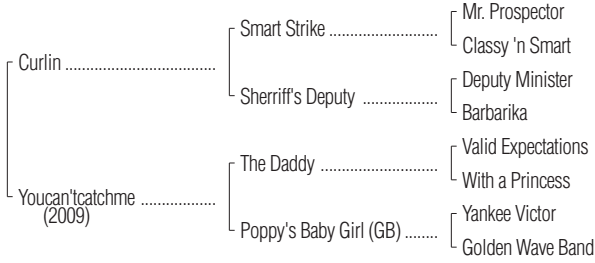 Mr. Prospector
Smart Strike ..............................
Classy 'n Smart
Curlin .........................................
Deputy Minister
Sherriff's Deputy .....................
Barbarika
Valid Expectations
The Daddy ................................
With a Princess
Youcan'tcatchme .....................
(2009)
Yankee Victor
Poppy's Baby Girl (GB) .........
Golden Wave Band